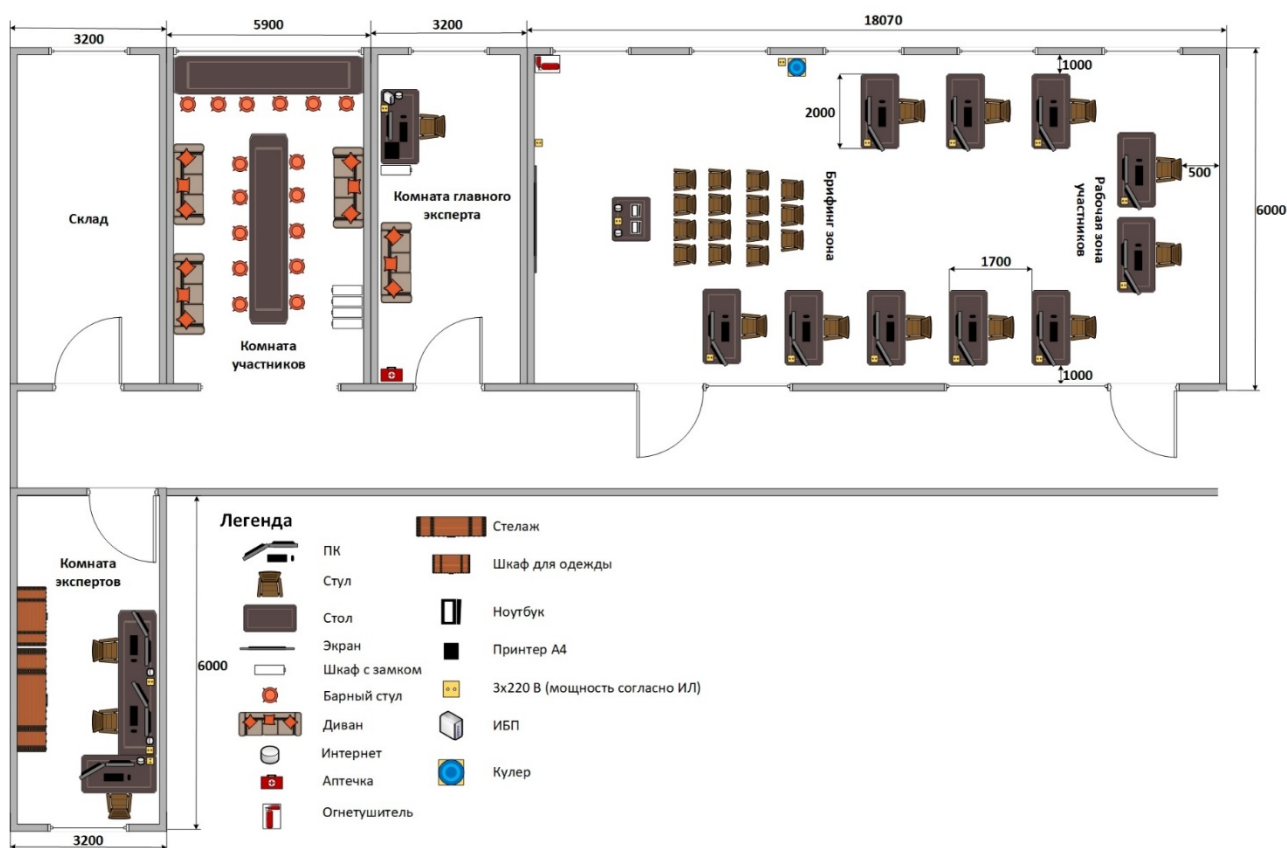 3200
5900
3200
18070
1000
2000
Склад
Комната главного
эксперта
Брифинг зона
Рабочая зона
участников
500
6000
1700
Комната
участников
1000
Комната
экспертов
6000
3200
Легенда
ПК
Стул
Стол
Экран
Шкаф с замком
Барный стул
Диван
Интернет
Аптечка
Огнетушитель
Стелаж
Шкаф для одежды
Ноутбук
Принтер А4
3х220 В (мощность согласно ИЛ)
ИБП
Кулер